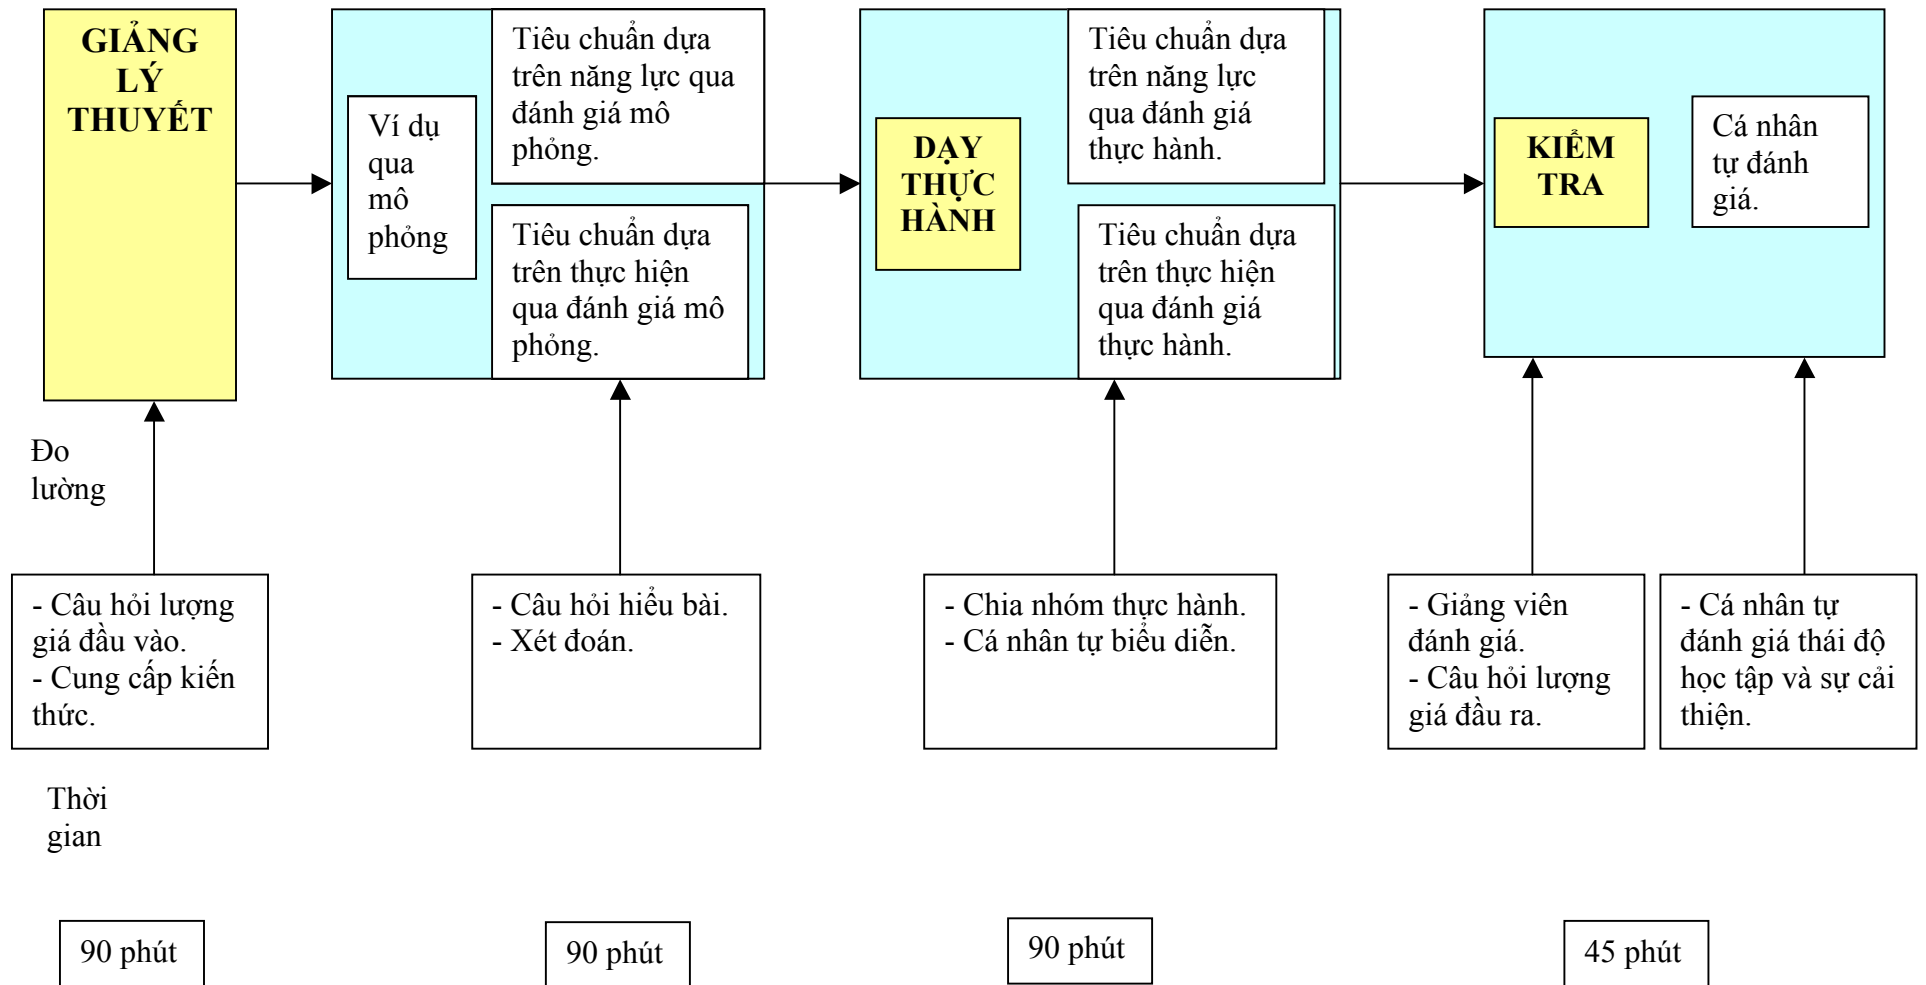 GIẢNG
LÝ
THUYẾT
Ví dụ
qua
mô
phỏng
Tiêu chuẩn dựa
trên năng lực qua
đánh giá mô
phỏng.
Tiêu chuẩn dựa
trên thực hiện
qua đánh giá mô
phỏng.
DẠY
THỰC
HÀNH
Tiêu chuẩn dựa
trên năng lực
qua đánh giá
thực hành.
Tiêu chuẩn dựa
trên thực hiện
qua đánh giá
thực hành.
KIỂM
TRA
Cá nhân
tự đánh
giá.
Đo
lường
- Câu hỏi lượng
giá đầu vào.
- Cung cấp kiến
thức.
- Câu hỏi hiểu bài.
- Xét đoán.
- Chia nhóm thực hành.
- Cá nhân tự biểu diễn.
- Giảng viên
đánh giá.
- Câu hỏi lượng
giá đầu ra.
- Cá nhân tự
đánh giá thái độ
học tập và sự cải
thiện.
Thời
gian
90 phút
90 phút
90 phút
45 phút